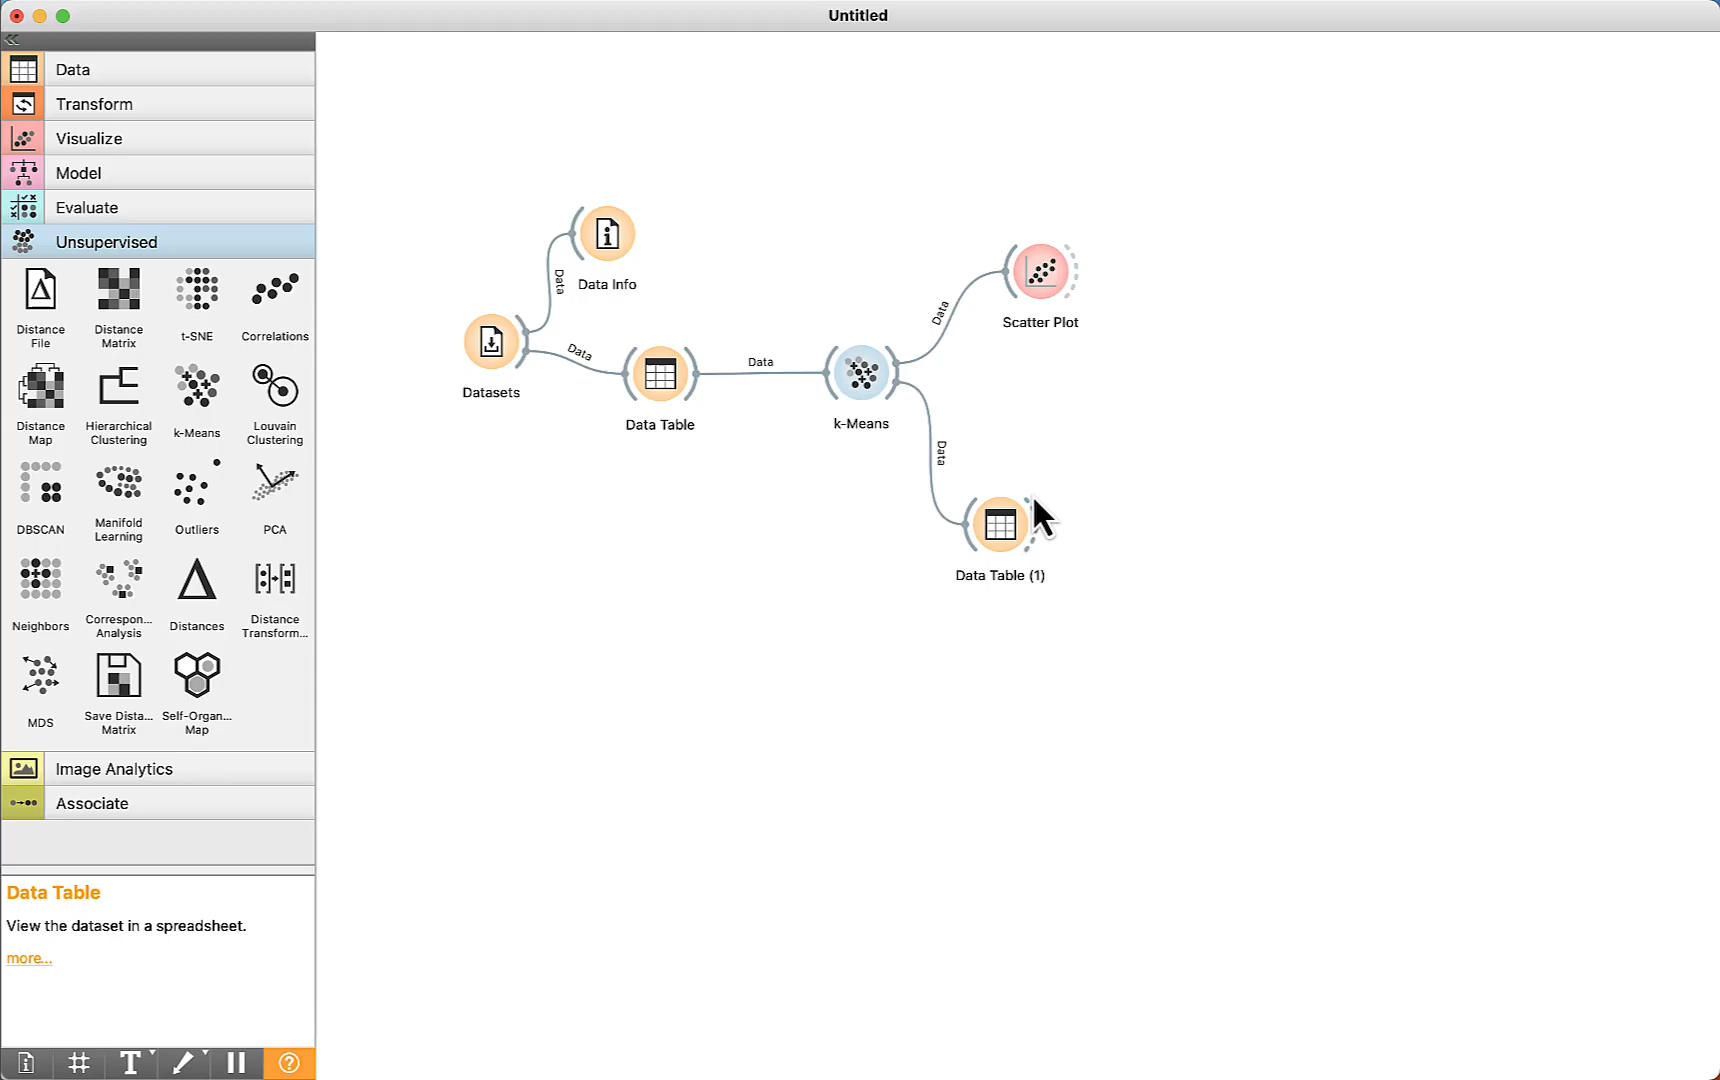 Untitled
Data
Transform
Visualize
Model
Evaluate
Unsupervised
Distance
File
Distance
Matrix
t-SNE
Correlations
Distance
Map
Hierarchical
Clustering
k-Means
Louvain
Clustering
DBSCAN
Manifold
Learning
Outliers
PCA
Neighbors
Correspon...
Analysis
Distances
Distance
Transform...
MDS
Save Dista...
Matrix
Self-Organ...
Map
Image Analytics
Associate
Data Table
View the dataset in a spreadsheet.
more...
Data Info
Data
Datasets
Data
Data Table
Data
k-Means
Data
Scatter Plot
Data
Data Table (1)